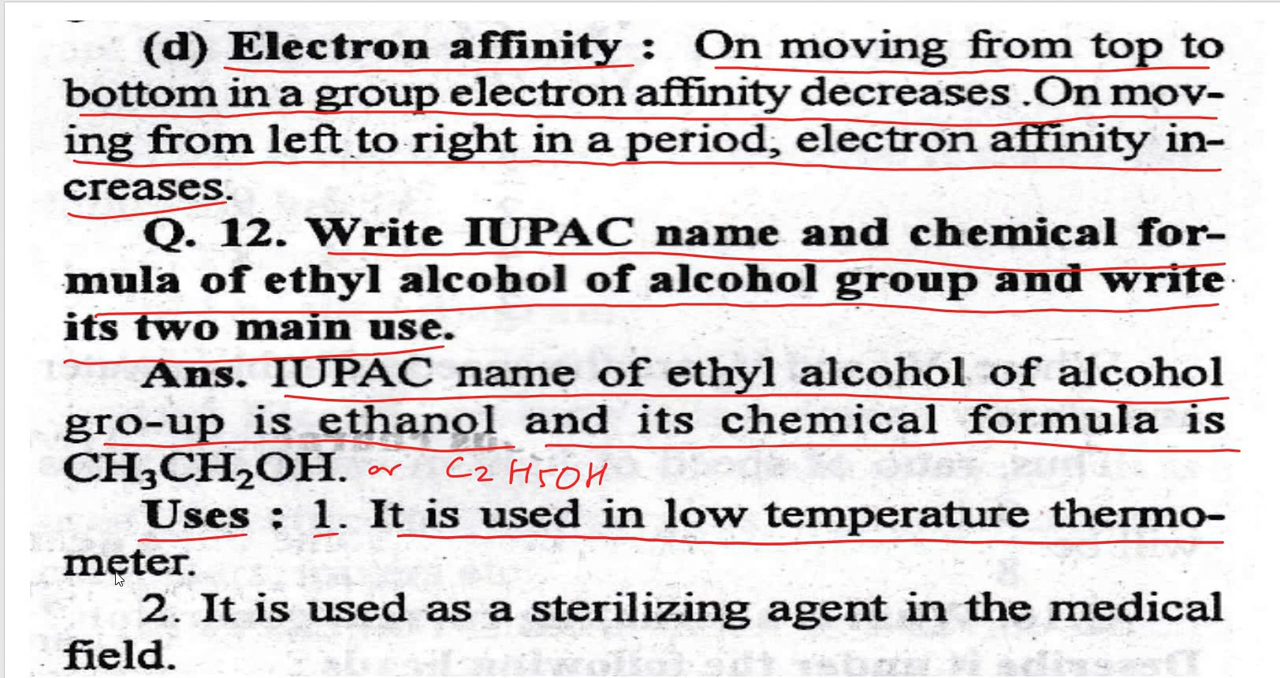 (d) Electron affinity : On moving from top to
bottom in a group electron affinity decreases .On mov-
ing from left to right in a period, electron affinity in-
creases.
Q. 12. Write IUPAC name and chemical for-
mula of ethyl alcohol of alcohol group and write
its two main use.
Ans. IUPAC name of ethyl alcohol of alcohol
gro-up is ethanol and its chemical formula is
CH₃CH₂OH. or C₂H₅OH
Uses : 1. It is used in low temperature thermo-
meter.
2. It is used as a sterilizing agent in the medical
field.